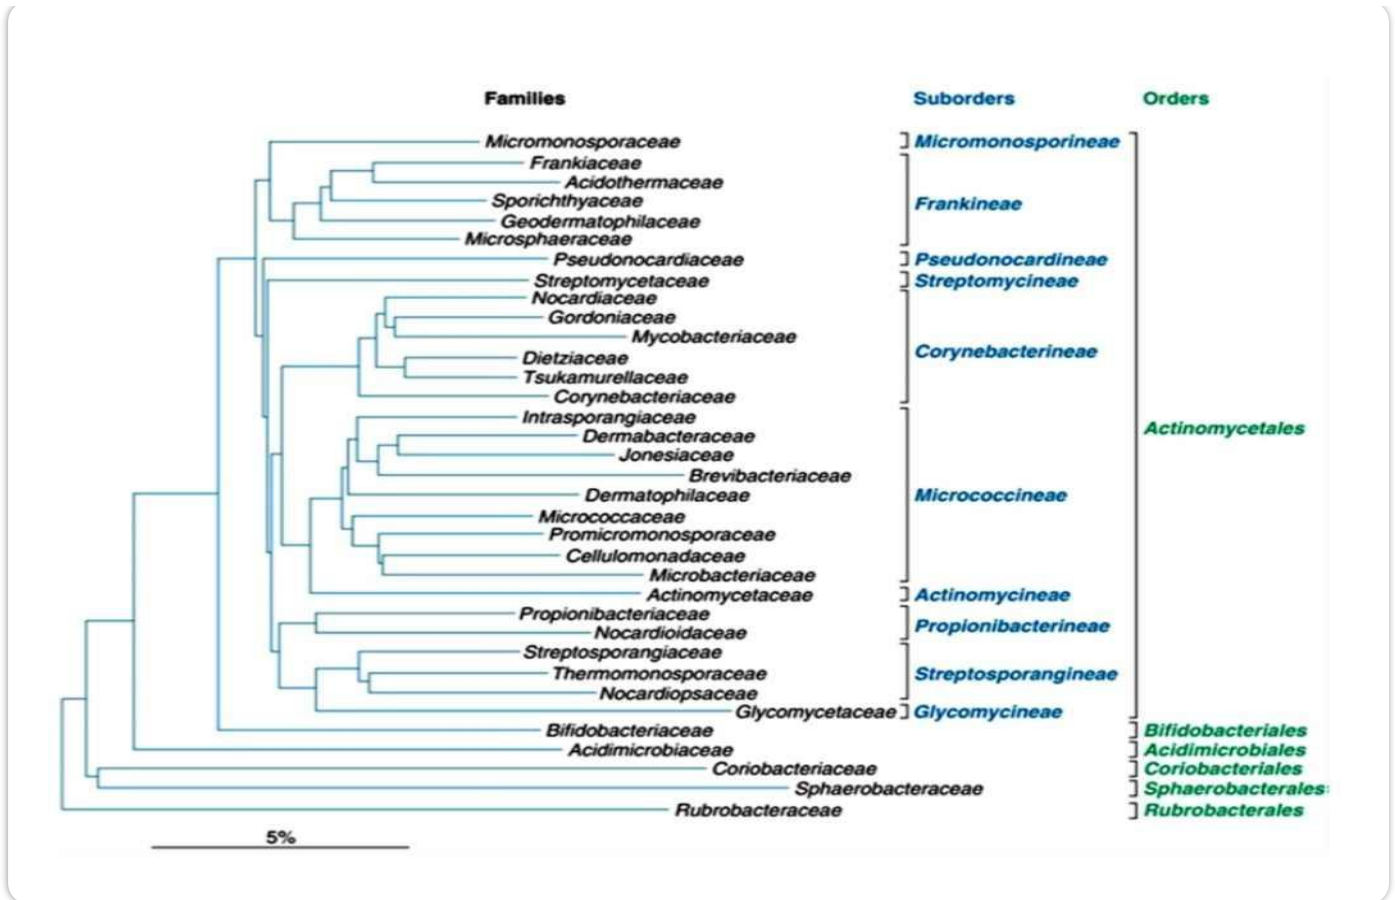 Families Suborders Orders
Micromonosporaceae Micromonosporineae
Frankiaceae
Acidothermaceae
Sporichthyaceae Frankineae
Geodermatophilaceae
Microsphaeraceae
Pseudonocardiaceae Pseudonocardineae
Streptomycetaceae Streptomycineae
Nocardiaceae
Gordoniaceae
Mycobacteriaceae
Dietziaceae Corynebacterineae
Tsukamurellaceae
Corynebacteriaceae
Intrasporangiaceae Actinomycetales
Dermabacteraceae
Jonesiaceae
Brevibacteriaceae
Dermatophilaceae Micrococcineae
Micrococcaceae
Promicromonosporaceae
Cellulomonadaceae
Microbacteriaceae
Actinomycetaceae Actinomycineae
Propionibacteriaceae Propionibacterineae
Nocardioidaceae
Streptosporangiaceae
Thermomonosporaceae Streptosporangineae
Nocardiopsaceae
Glycomycetaceae Glycomycineae
Bifidobacteriaceae Bifidobacteriales
Acidimicrobiaceae Acidimicrobiales
Coriobacteriaceae Coriobacteriales
Sphaerobacteraceae Sphaerobacterales
Rubrobacteraceae Rubrobacterales
5%